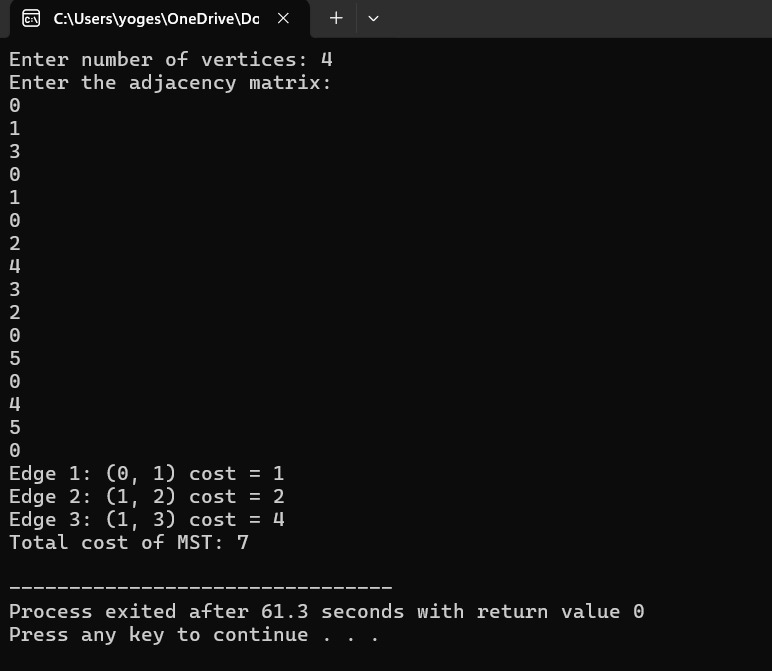 C:\Users\yoges\OneDrive\Do
Enter number of vertices: 4
Enter the adjacency matrix:
0
1
3
0
1
0
2
4
3
2
0
5
0
4
5
0
Edge 1: (0, 1) cost = 1
Edge 2: (1, 2) cost = 2
Edge 3: (1, 3) cost = 4
Total cost of MST: 7
--------------------------------
Process exited after 61.3 seconds with return value 0
Press any key to continue . . .